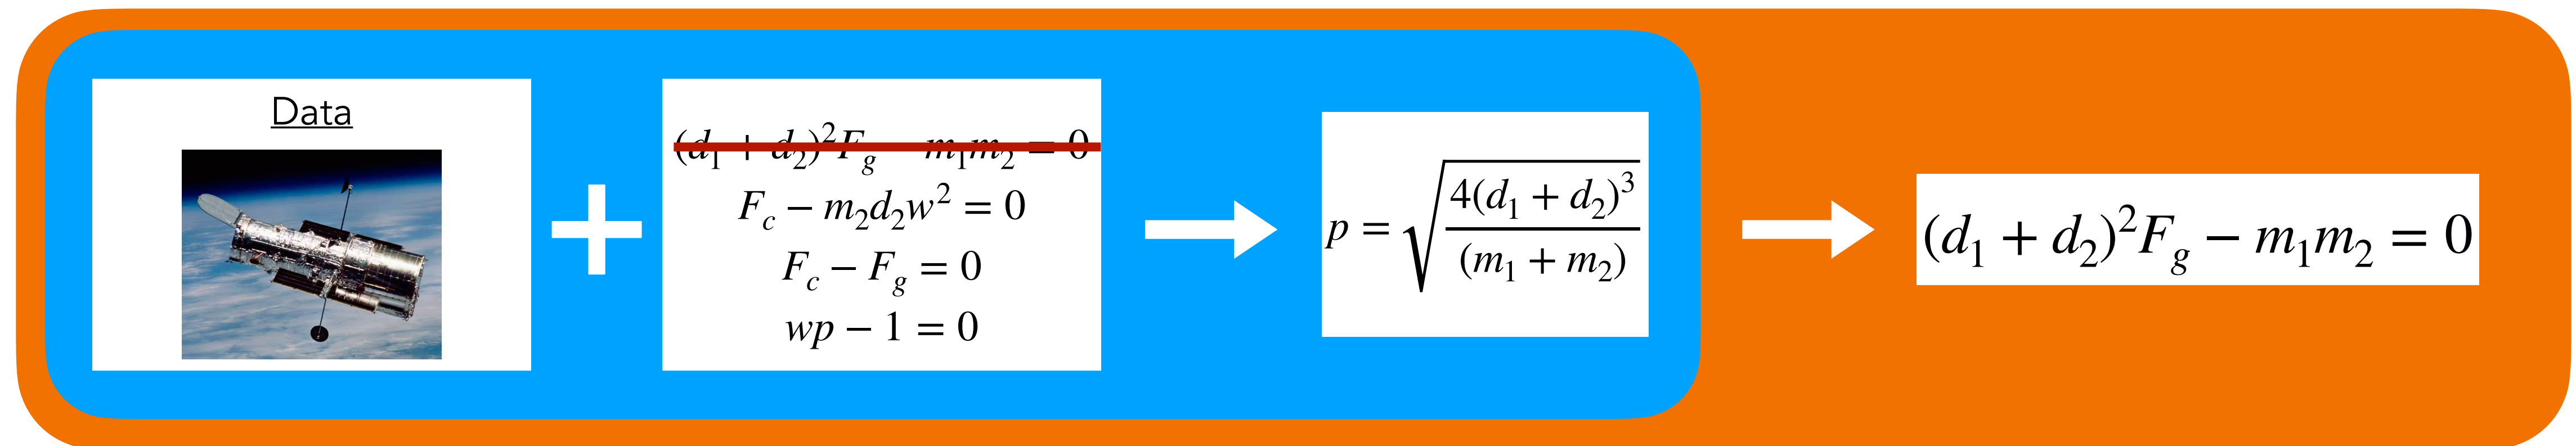 Data
(d₁ + d₂)²F_g − m₁m₂ = 0
F_c − m₂d₂w² = 0
F_c − F_g = 0
wp − 1 = 0
p = √(4(d₁ + d₂)³ / (m₁ + m₂))
(d₁ + d₂)²F_g − m₁m₂ = 0